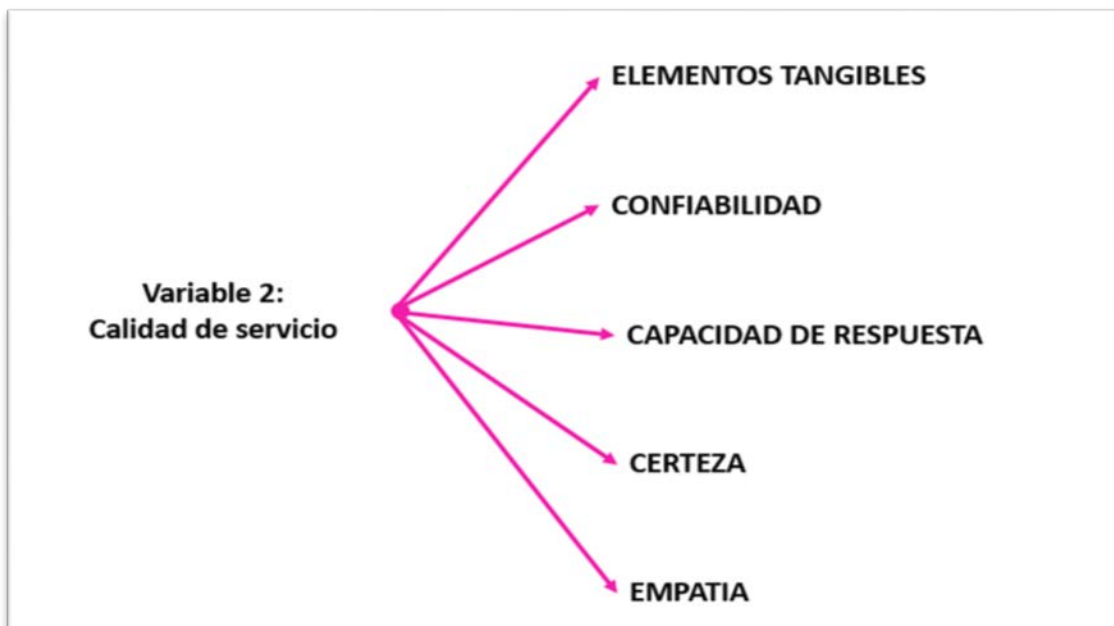 ELEMENTOS TANGIBLES
CONFIABILIDAD
Variable 2:
Calidad de servicio
CAPACIDAD DE RESPUESTA
CERTEZA
EMPATIA